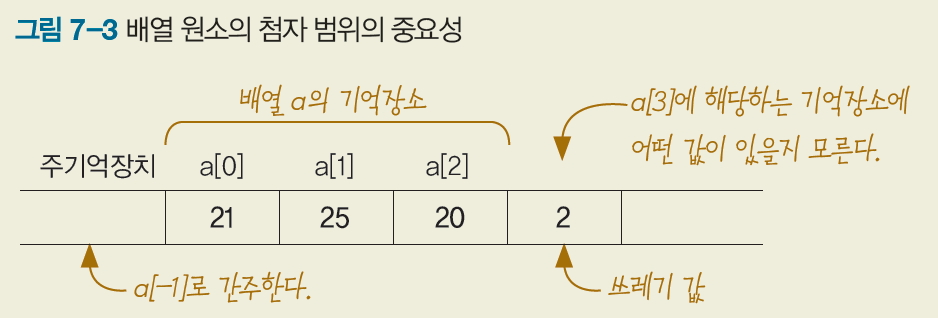 그림 7-3 배열 원소의 첨자 범위의 중요성
배열 a의 기억장소
a[3]에 해당하는 기억장소에
어떤 값이 있을지 모른다.
주기억장치 a[0] a[1] a[2]
21 25 20 2
a[-1]로 간주한다.
쓰레기 값